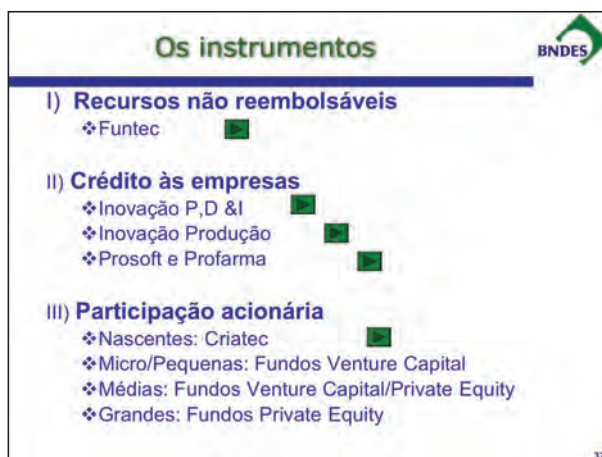 Os instrumentos
BNDES
I) Recursos não reembolsáveis
❖Funtec
II) Crédito às empresas
❖Inovação P,D &I
❖Inovação Produção
❖Prosoft e Profarma
III) Participação acionária
❖Nascentes: Criatec
❖Micro/Pequenas: Fundos Venture Capital
❖Médias: Fundos Venture Capital/Private Equity
❖Grandes: Fundos Private Equity